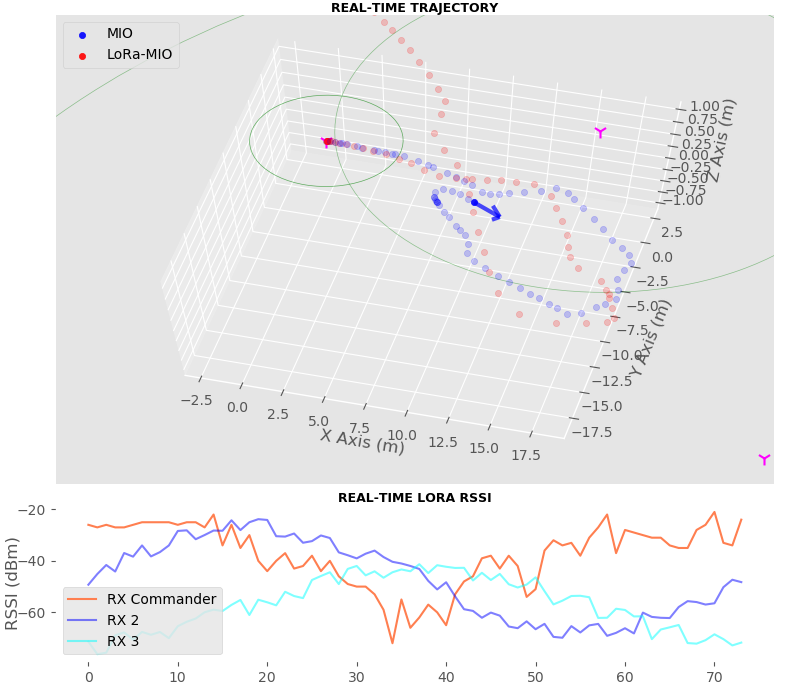 REAL-TIME TRAJECTORY
MIO
LoRa-MIO
1.00
0.75
0.50
0.25
0.00
−0.25
−0.50
−0.75
−1.00
Z Axis (m)
2.5
0.0
−2.5
−5.0
−7.5
−10.0
−12.5
−15.0
−17.5
Y Axis (m)
−2.5
0.0
2.5
5.0
7.5
10.0
12.5
15.0
17.5
X Axis (m)
REAL-TIME LORA RSSI
−20
−40
−60
RSSI (dBm)
RX Commander
RX 2
RX 3
0 10 20 30 40 50 60 70